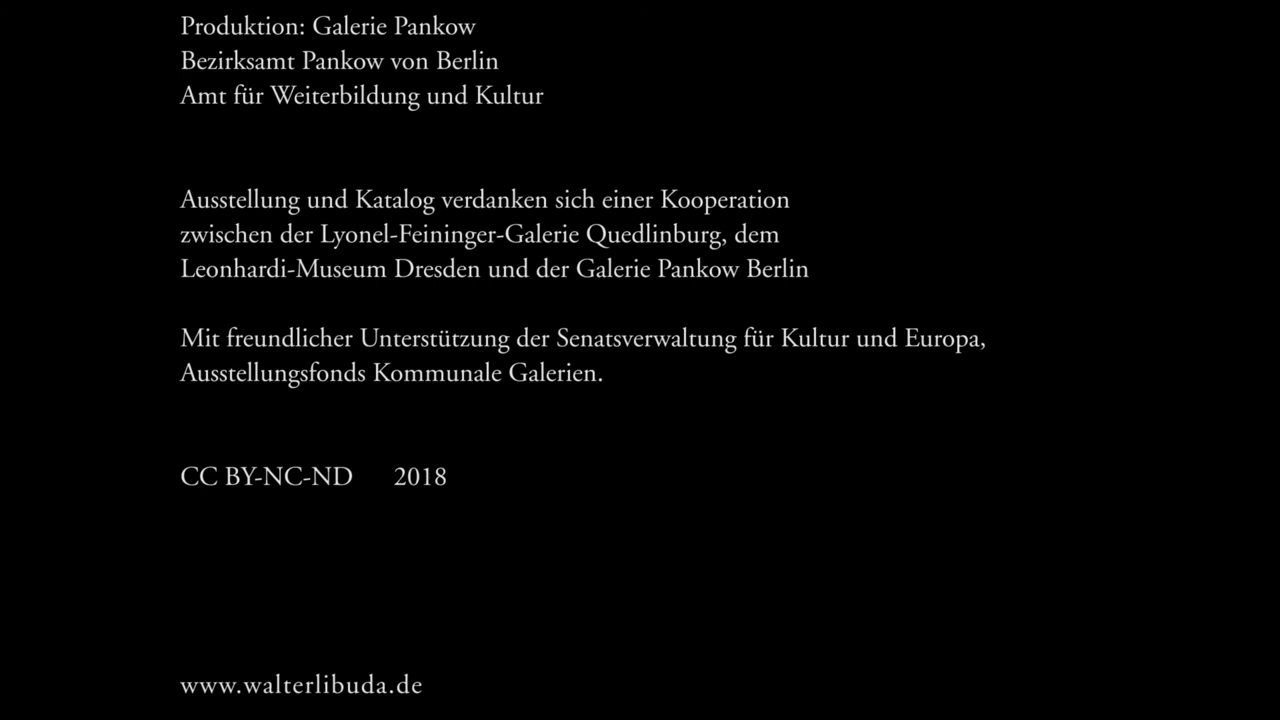 Produktion: Galerie Pankow
Bezirksamt Pankow von Berlin
Amt für Weiterbildung und Kultur
Ausstellung und Katalog verdanken sich einer Kooperation
zwischen der Lyonel-Feininger-Galerie Quedlinburg, dem
Leonhardi-Museum Dresden und der Galerie Pankow Berlin
Mit freundlicher Unterstützung der Senatsverwaltung für Kultur und Europa,
Ausstellungsfonds Kommunale Galerien.
CC BY-NC-ND 2018
www.walterlibuda.de